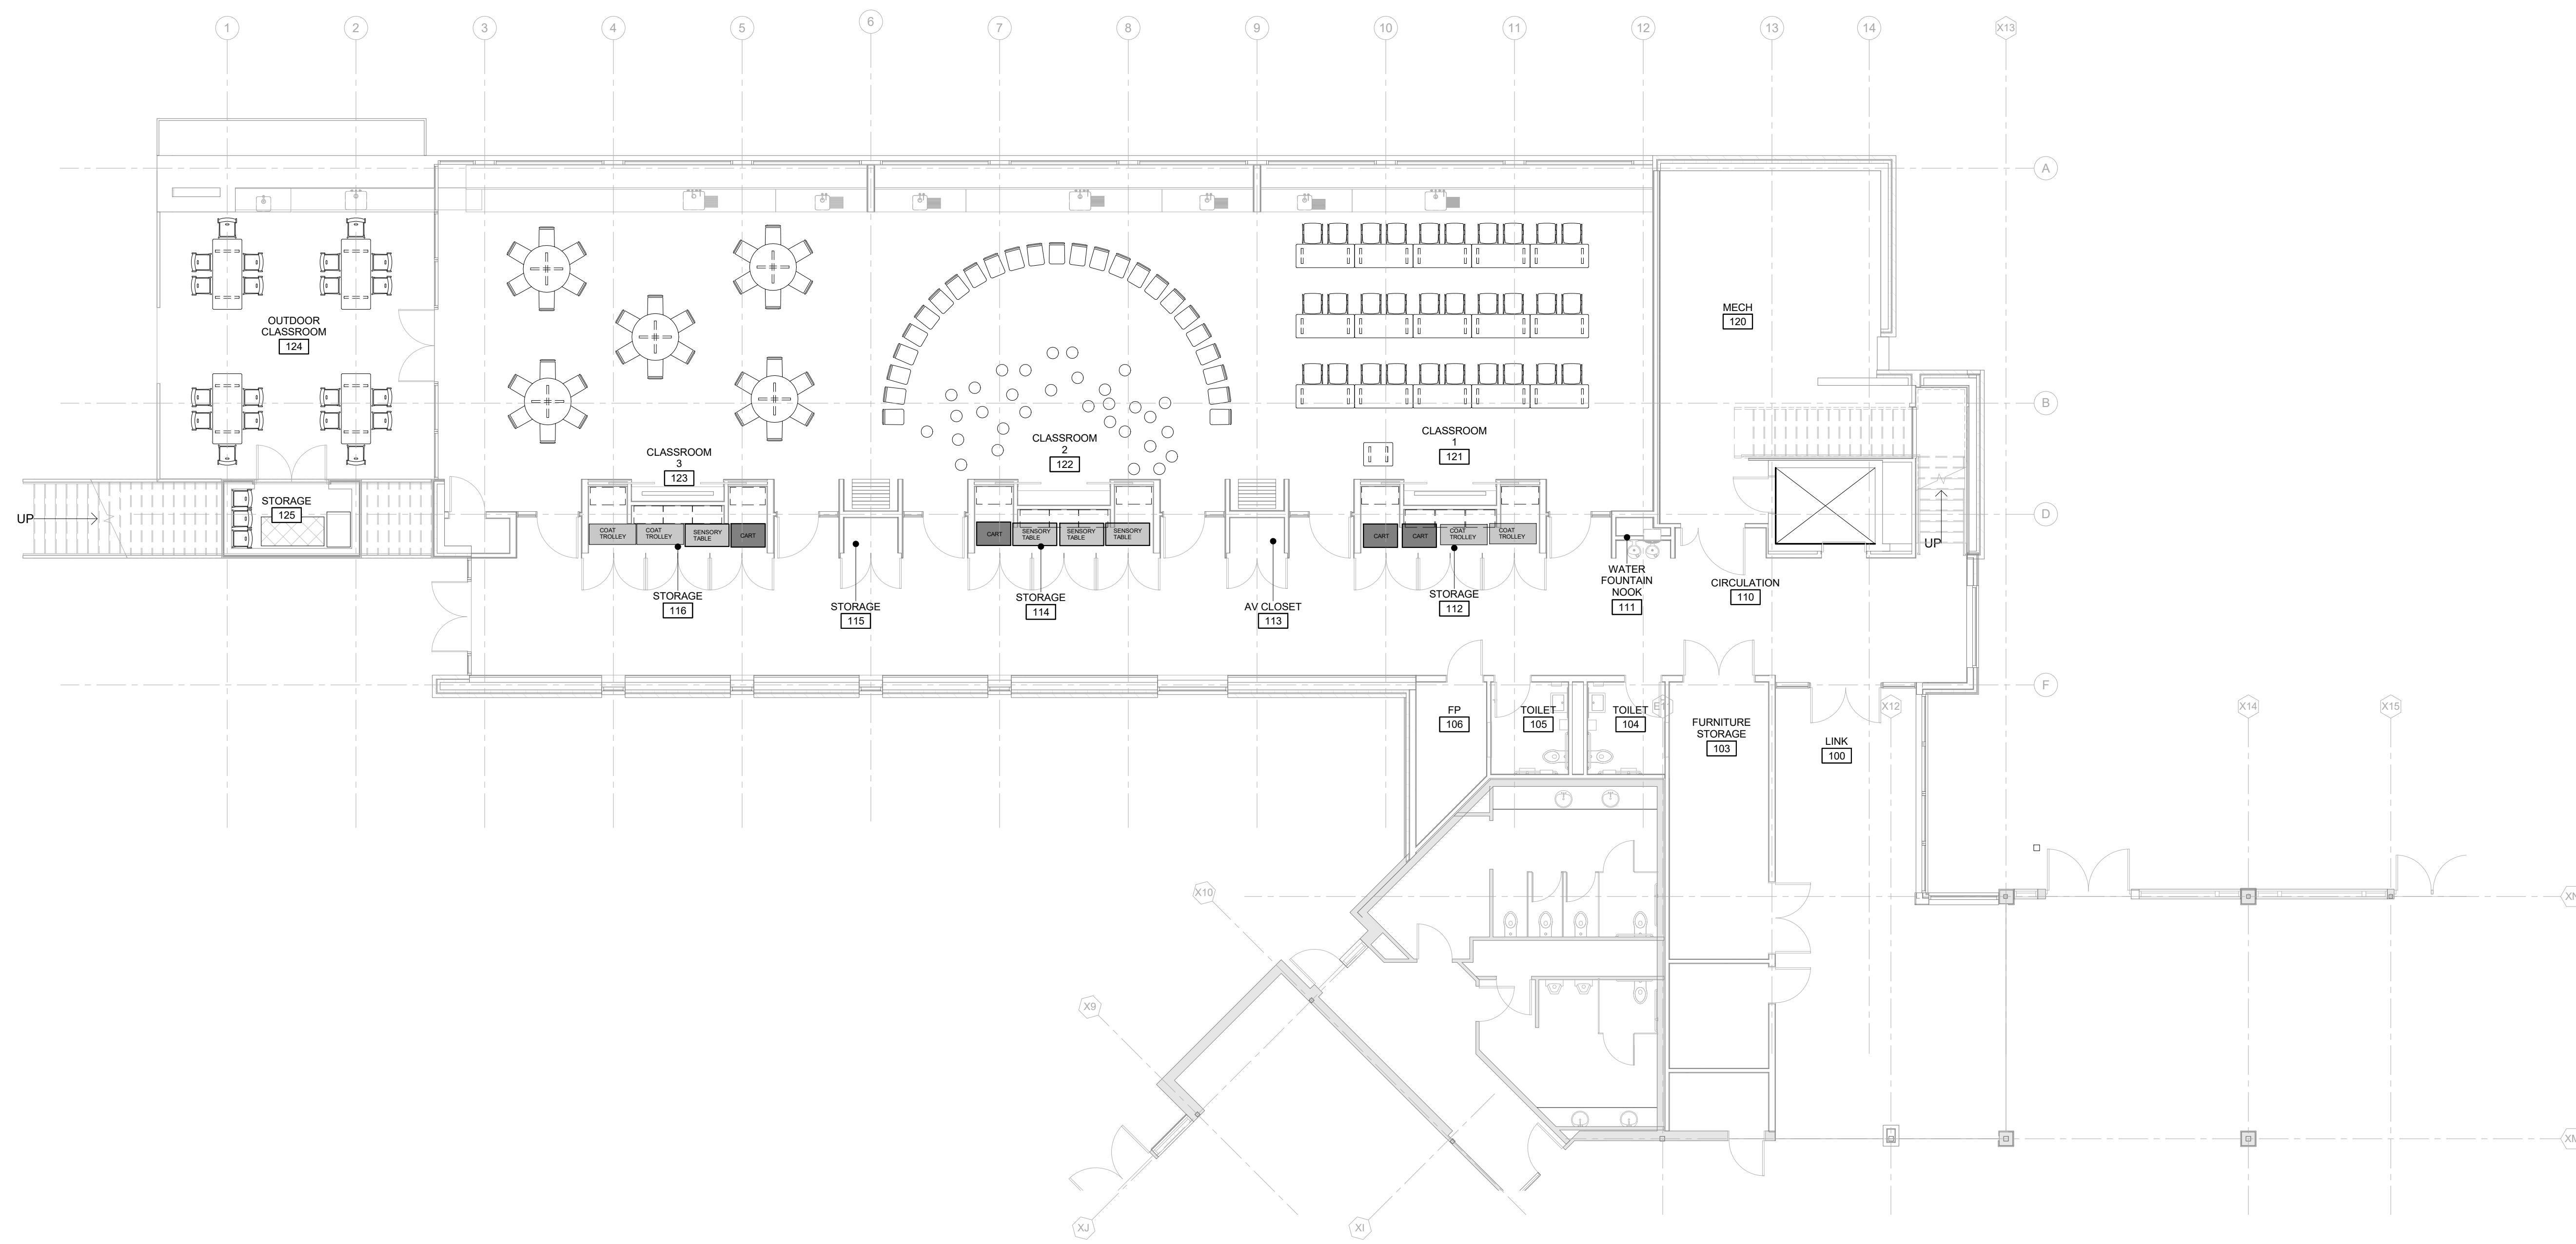 1
2
3
4
5
6
7
8
9
10
11
12
13
14
X13
A
B
D
F
OUTDOOR
CLASSROOM
124
MECH
120
CLASSROOM
3
123
CLASSROOM
2
122
CLASSROOM
1
121
STORAGE
125
UP
UP
COAT
TROLLEY
COAT
TROLLEY
SENSORY
TABLE
CART
CART
SENSORY
TABLE
SENSORY
TABLE
SENSORY
TABLE
CART
CART
COAT
TROLLEY
COAT
TROLLEY
STORAGE
116
STORAGE
115
STORAGE
114
AV CLOSET
113
STORAGE
112
WATER
FOUNTAIN
NOOK
111
CIRCULATION
110
FP
106
TOILET
105
TOILET
104
FURNITURE
STORAGE
103
LINK
100
X12
X14
X15
X10
X9
XJ
XI